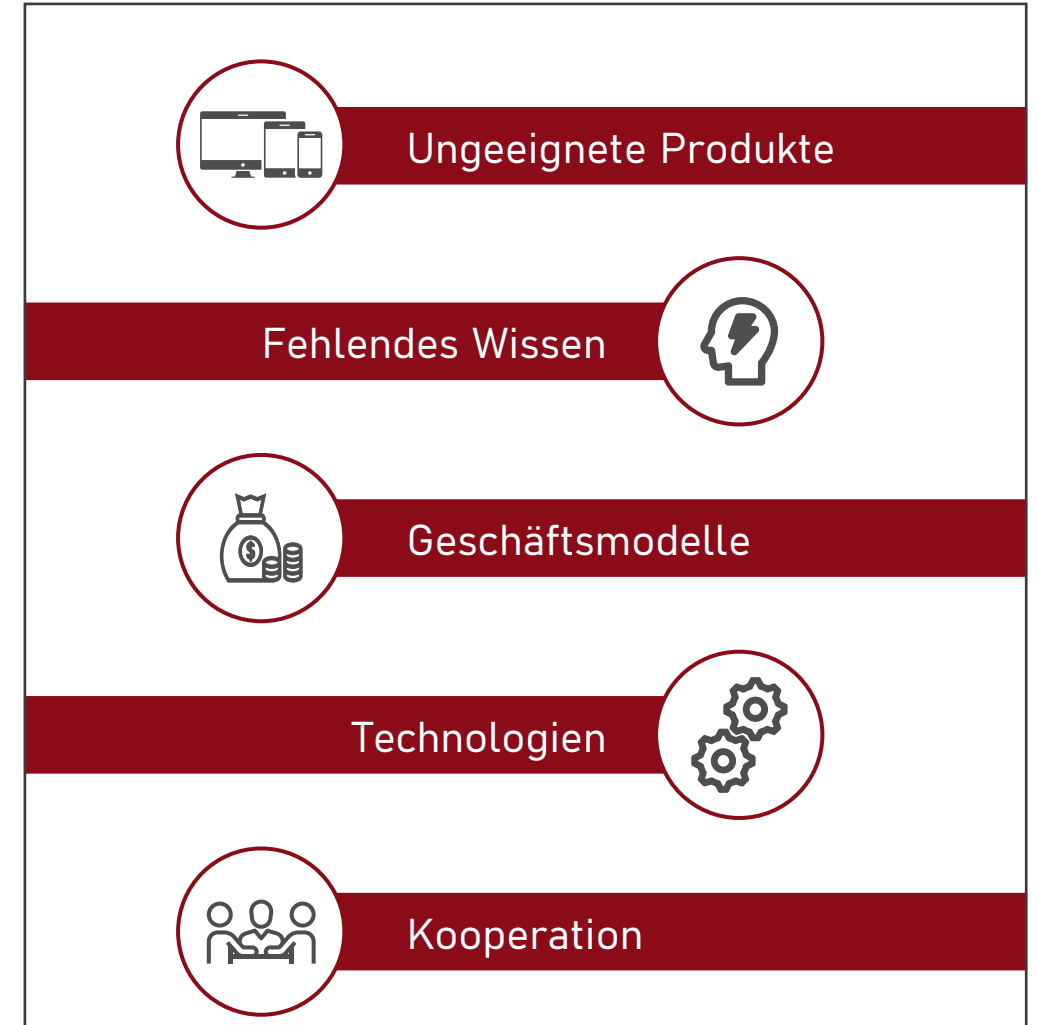 Ungeeignete Produkte
Fehlendes Wissen
Geschäftsmodelle
$
Technologien
Kooperation